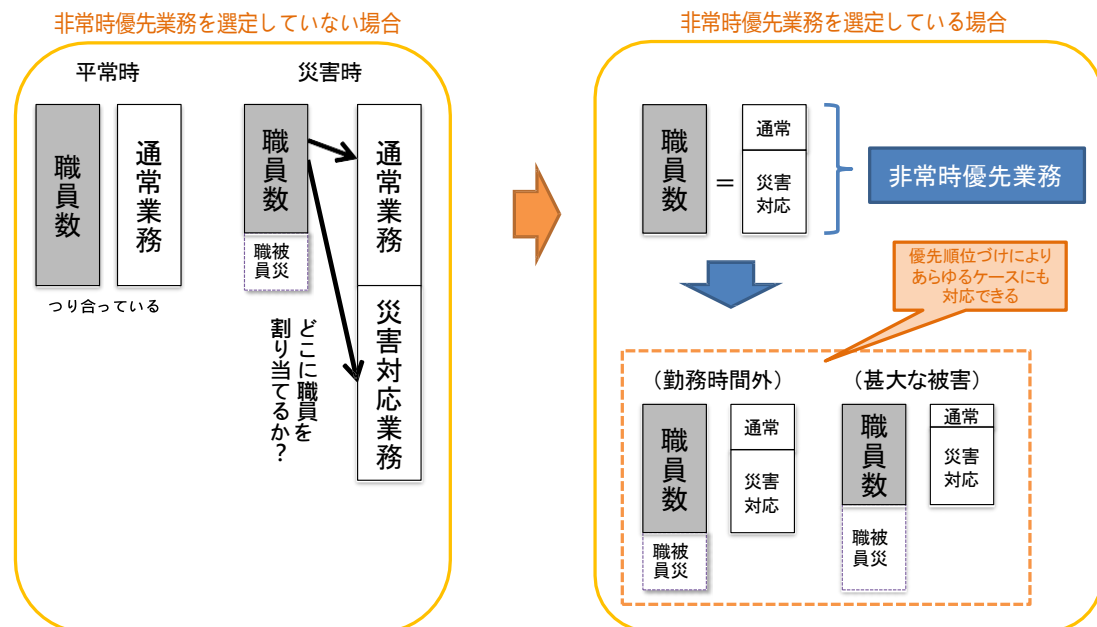 非常時優先業務を選定していない場合
平常時
災害時
職員数
通常業務
つり合っている
職員数
被災
職員
通常業務
災害対応業務
どこに職員を
割り当てるか?
非常時優先業務を選定している場合
職員数
=
通常
災害
対応
非常時優先業務
優先順位づけにより
あらゆるケースにも
対応できる
(勤務時間外)
職員数
被災
職員
通常
災害
対応
(甚大な被害)
職員数
被災
職員
通常
災害
対応